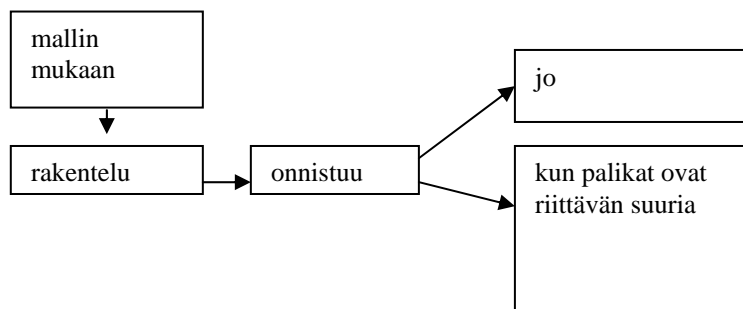 mallin
mukaan
jo
rakentelu
onnistuu
kun palikat ovat
riittävän suuria